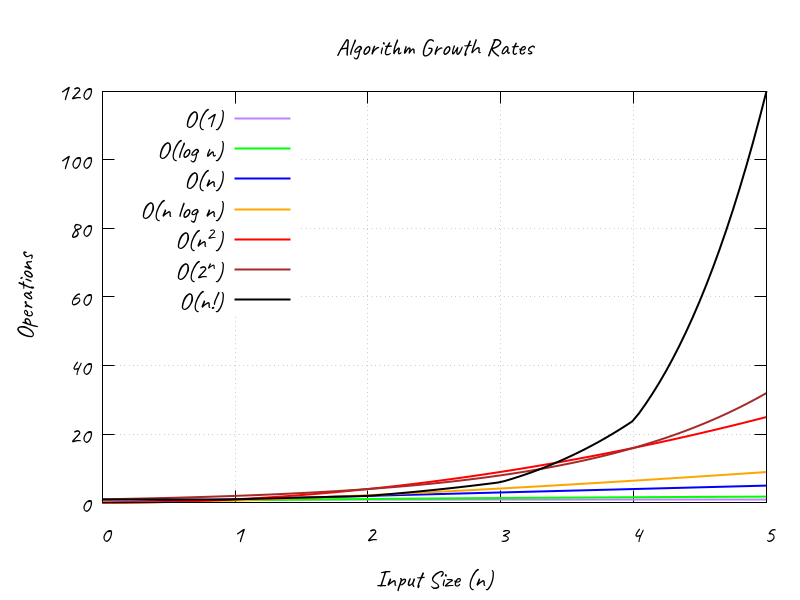 Algorithm Growth Rates
120
100
80
60
40
20
0
Operations
O(1)
O(log n)
O(n)
O(n log n)
O(n²)
O(2ⁿ)
O(n!)
0 1 2 3 4 5
Input Size (n)